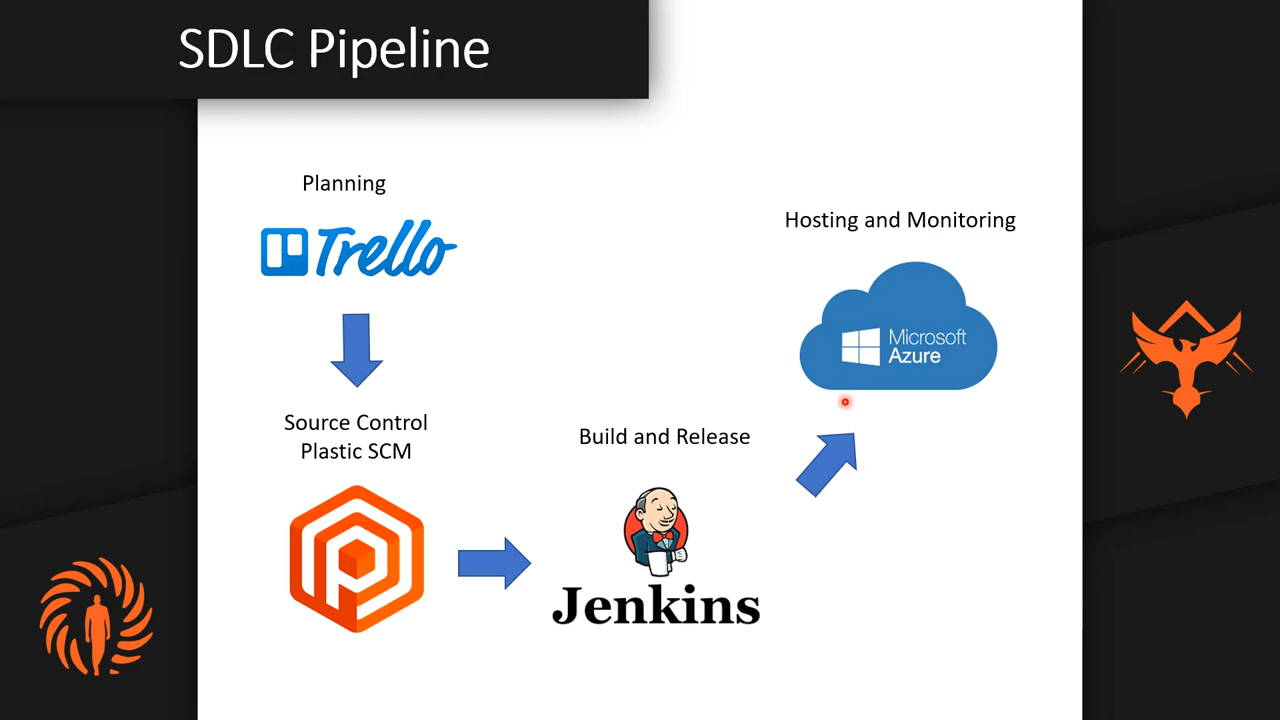 SDLC Pipeline
Planning
Trello
Source Control
Plastic SCM
Build and Release
Jenkins
Hosting and Monitoring
Microsoft
Azure